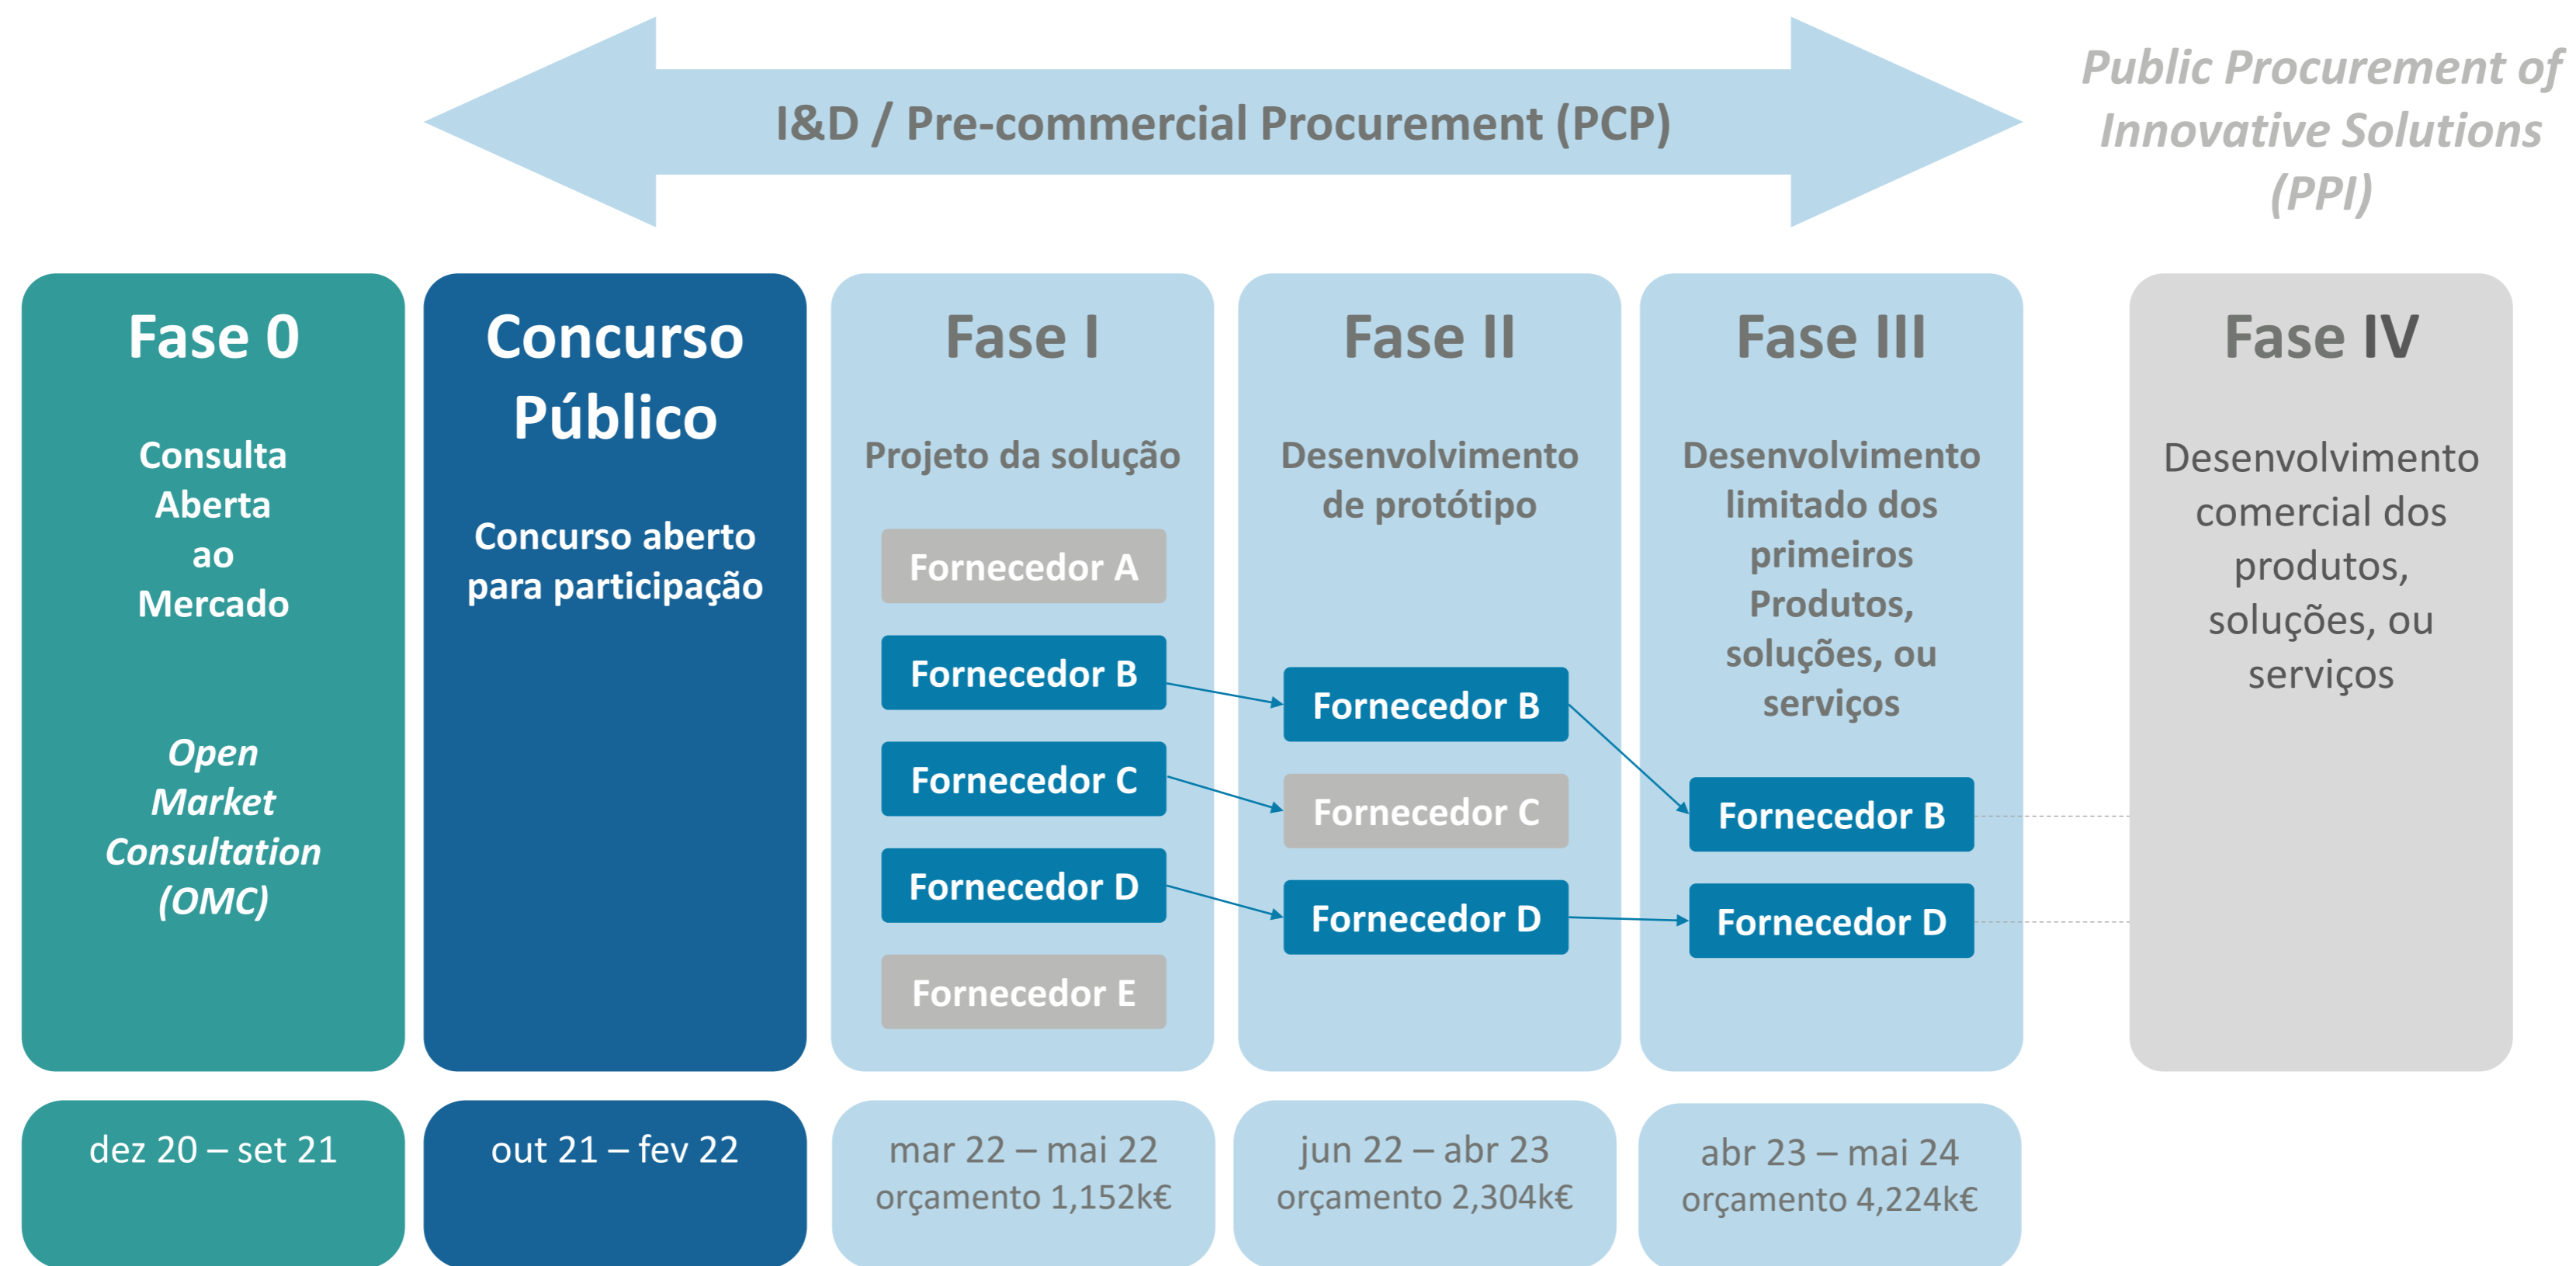 I&D / Pre-commercial Procurement (PCP)
Public Procurement of
Innovative Solutions
(PPI)
Fase 0
Consulta
Aberta
ao
Mercado
Open
Market
Consultation
(OMC)
dez 20 – set 21
Concurso
Público
Concurso aberto
para participação
out 21 – fev 22
Fase I
Projeto da solução
Fornecedor A
Fornecedor B
Fornecedor C
Fornecedor D
Fornecedor E
mar 22 – mai 22
orçamento 1,152k€
Fase II
Desenvolvimento
de protótipo
Fornecedor B
Fornecedor C
Fornecedor D
jun 22 – abr 23
orçamento 2,304k€
Fase III
Desenvolvimento
limitado dos
primeiros
Produtos,
soluções, ou
serviços
Fornecedor B
Fornecedor D
abr 23 – mai 24
orçamento 4,224k€
Fase IV
Desenvolvimento
comercial dos
produtos,
soluções, ou
serviços